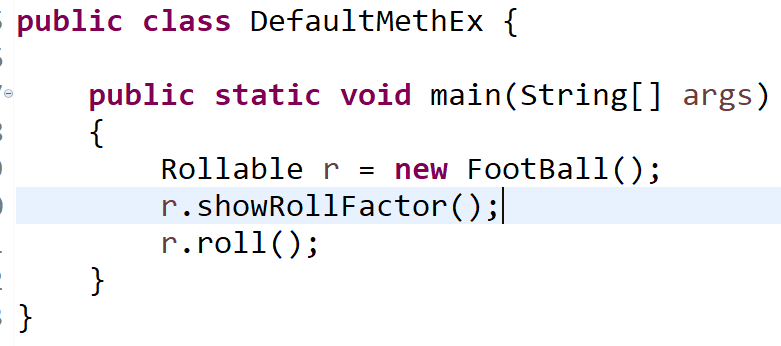 public class DefaultMethEx {
public static void main(String[] args)
{
Rollable r = new FootBall();
r.showRollFactor();
r.roll();
}
}